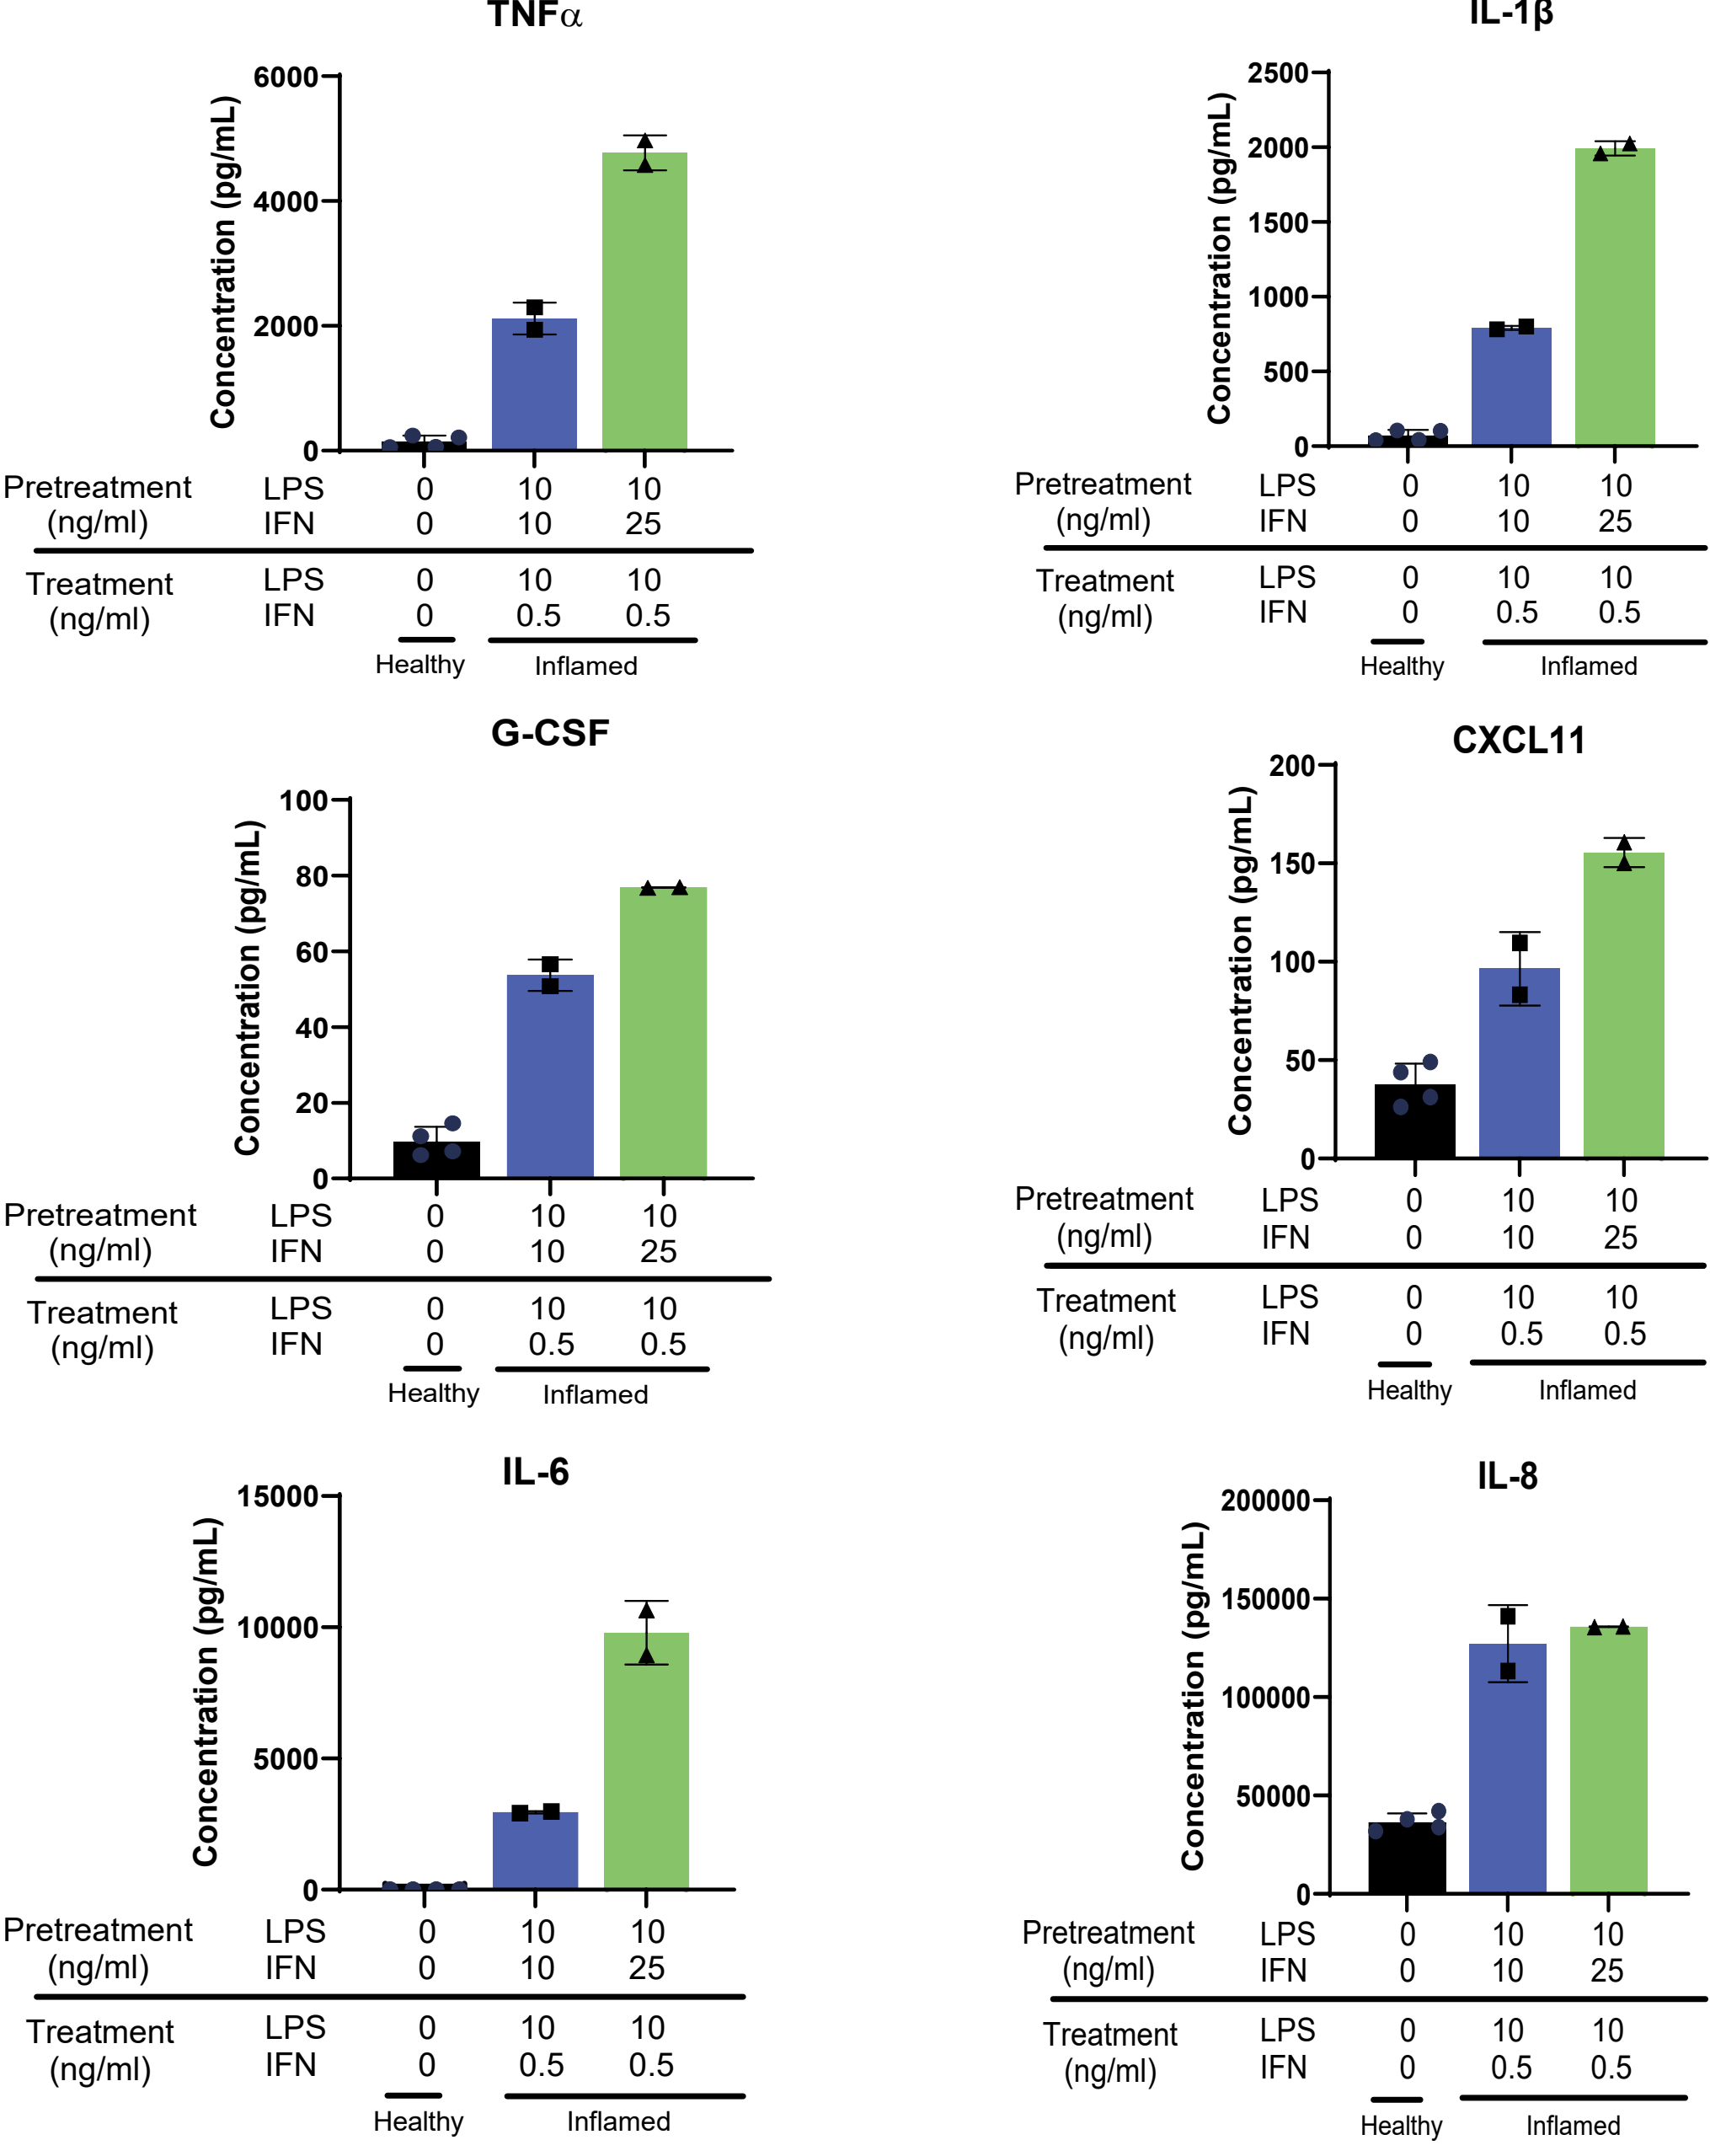 TNFα
Concentration (pg/mL)
6000
4000
2000
0
Pretreatment LPS 0 10 10
(ng/ml) IFN 0 10 25
Treatment LPS 0 10 10
(ng/ml) IFN 0 0.5 0.5
Healthy Inflamed
IL-1β
Concentration (pg/mL)
2500
2000
1500
1000
500
0
Pretreatment LPS 0 10 10
(ng/ml) IFN 0 10 25
Treatment LPS 0 10 10
(ng/ml) IFN 0 0.5 0.5
Healthy Inflamed
G-CSF
Concentration (pg/mL)
100
80
60
40
20
0
Pretreatment LPS 0 10 10
(ng/ml) IFN 0 10 25
Treatment LPS 0 10 10
(ng/ml) IFN 0 0.5 0.5
Healthy Inflamed
CXCL11
Concentration (pg/mL)
200
150
100
50
0
Pretreatment LPS 0 10 10
(ng/ml) IFN 0 10 25
Treatment LPS 0 10 10
(ng/ml) IFN 0 0.5 0.5
Healthy Inflamed
IL-6
Concentration (pg/mL)
15000
10000
5000
0
Pretreatment LPS 0 10 10
(ng/ml) IFN 0 10 25
Treatment LPS 0 10 10
(ng/ml) IFN 0 0.5 0.5
Healthy Inflamed
IL-8
Concentration (pg/mL)
200000
150000
100000
50000
0
Pretreatment LPS 0 10 10
(ng/ml) IFN 0 10 25
Treatment LPS 0 10 10
(ng/ml) IFN 0 0.5 0.5
Healthy Inflamed